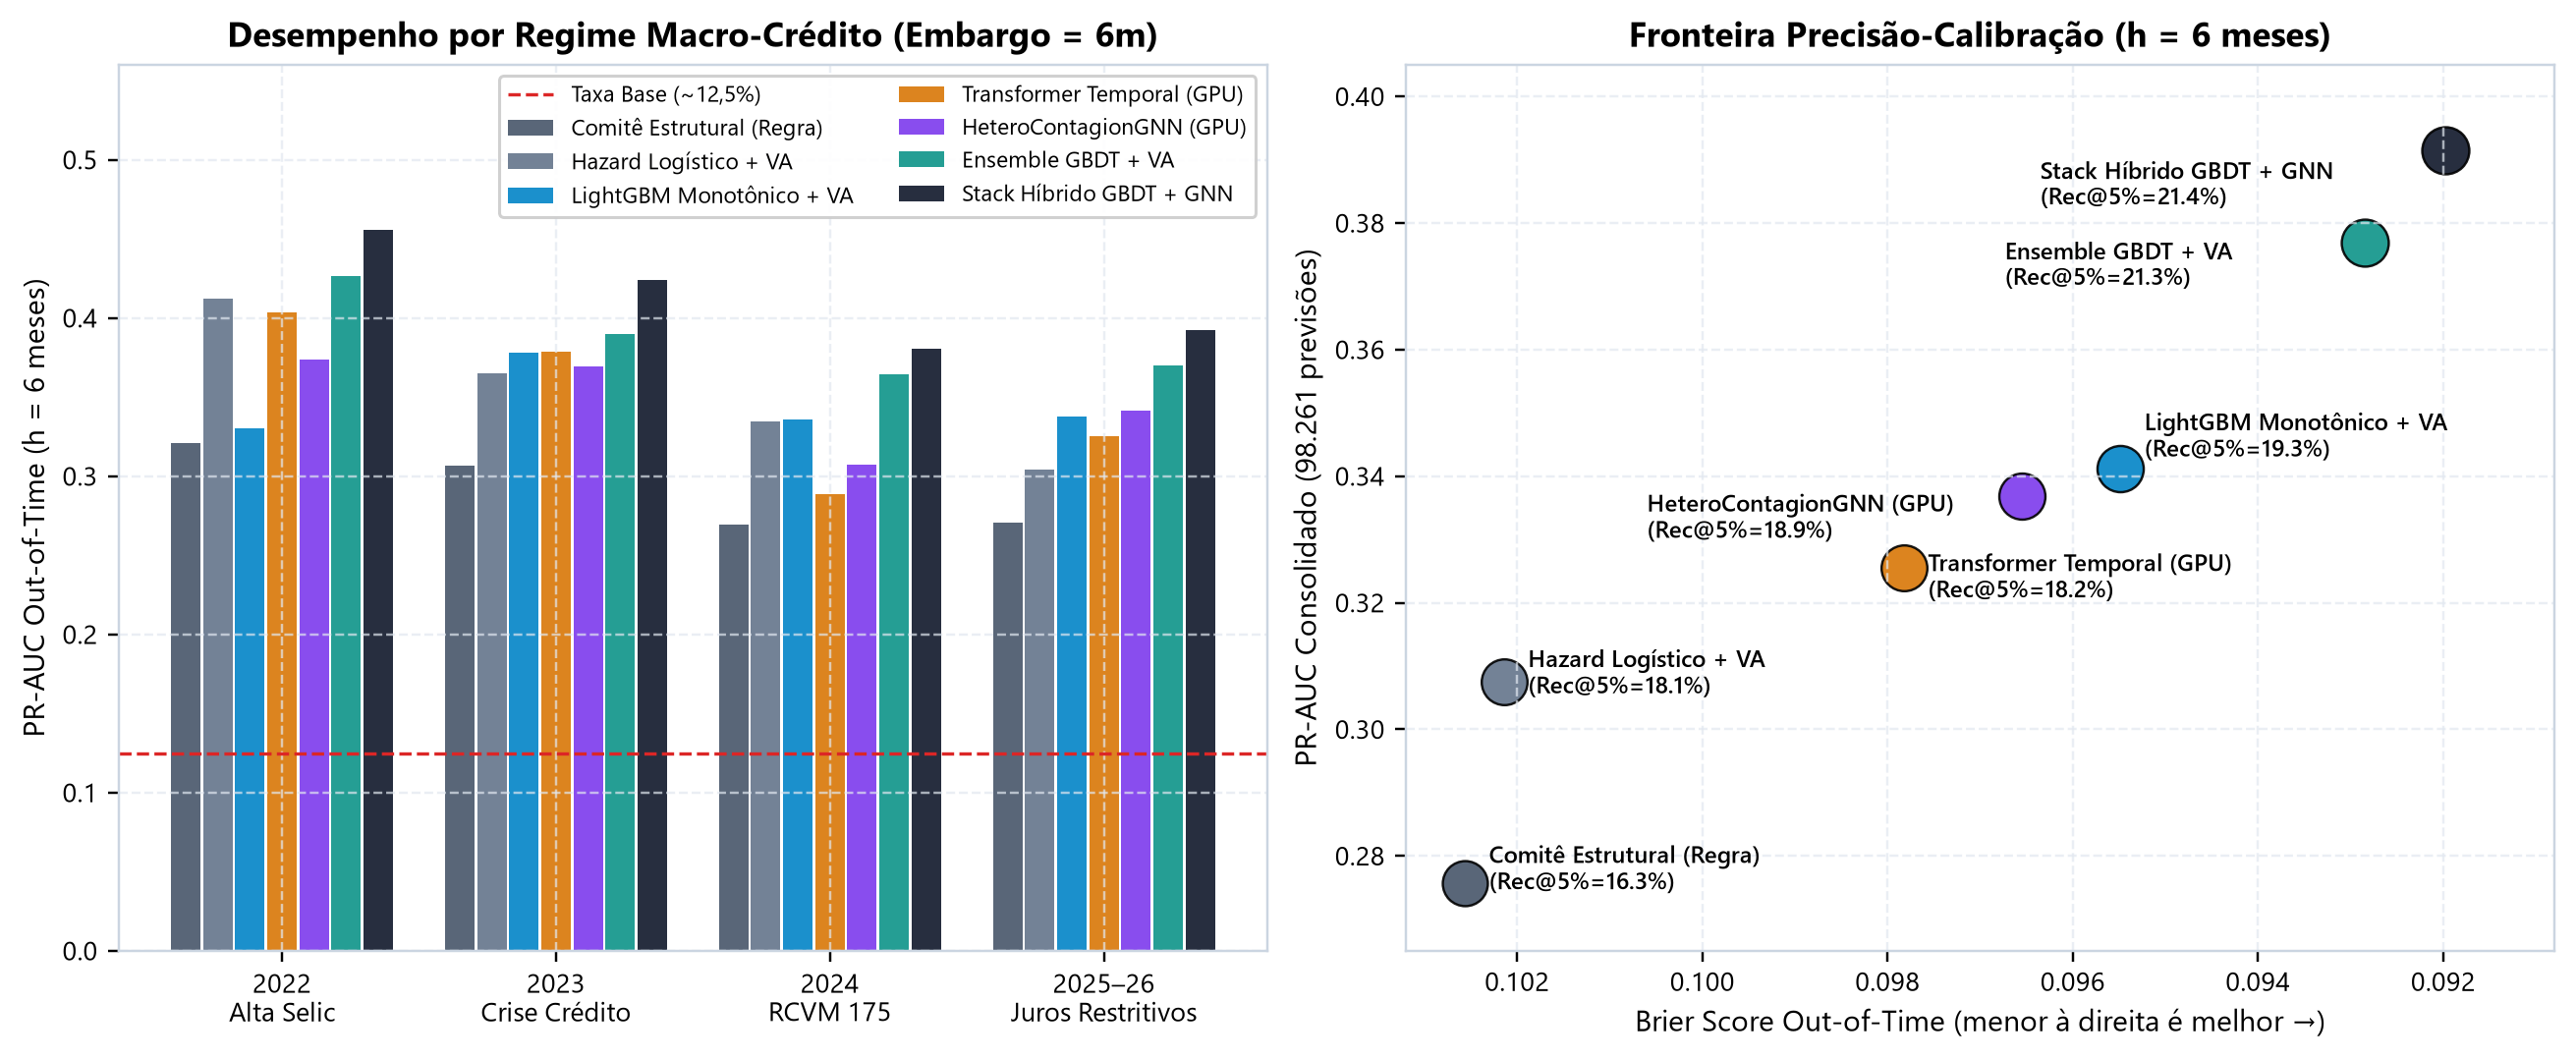 Desempenho por Regime Macro-Crédito (Embargo = 6m)
PR-AUC Out-of-Time (h = 6 meses)
0.5
0.4
0.3
0.2
0.1
0.0
Taxa Base (~12,5%)
Comitê Estrutural (Regra)
Hazard Logístico + VA
LightGBM Monotônico + VA
Transformer Temporal (GPU)
HeteroContagionGNN (GPU)
Ensemble GBDT + VA
Stack Híbrido GBDT + GNN
2022
Alta Selic
2023
Crise Crédito
2024
RCVM 175
2025–26
Juros Restritivos
Fronteira Precisão-Calibração (h = 6 meses)
PR-AUC Consolidado (98.261 previsões)
0.40
0.38
0.36
0.34
0.32
0.30
0.28
Stack Híbrido GBDT + GNN
(Rec@5%=21.4%)
Ensemble GBDT + VA
(Rec@5%=21.3%)
LightGBM Monotônico + VA
(Rec@5%=19.3%)
HeteroContagionGNN (GPU)
(Rec@5%=18.9%)
Transformer Temporal (GPU)
(Rec@5%=18.2%)
Hazard Logístico + VA
(Rec@5%=18.1%)
Comitê Estrutural (Regra)
(Rec@5%=16.3%)
0.102
0.100
0.098
0.096
0.094
0.092
Brier Score Out-of-Time (menor à direita é melhor →)